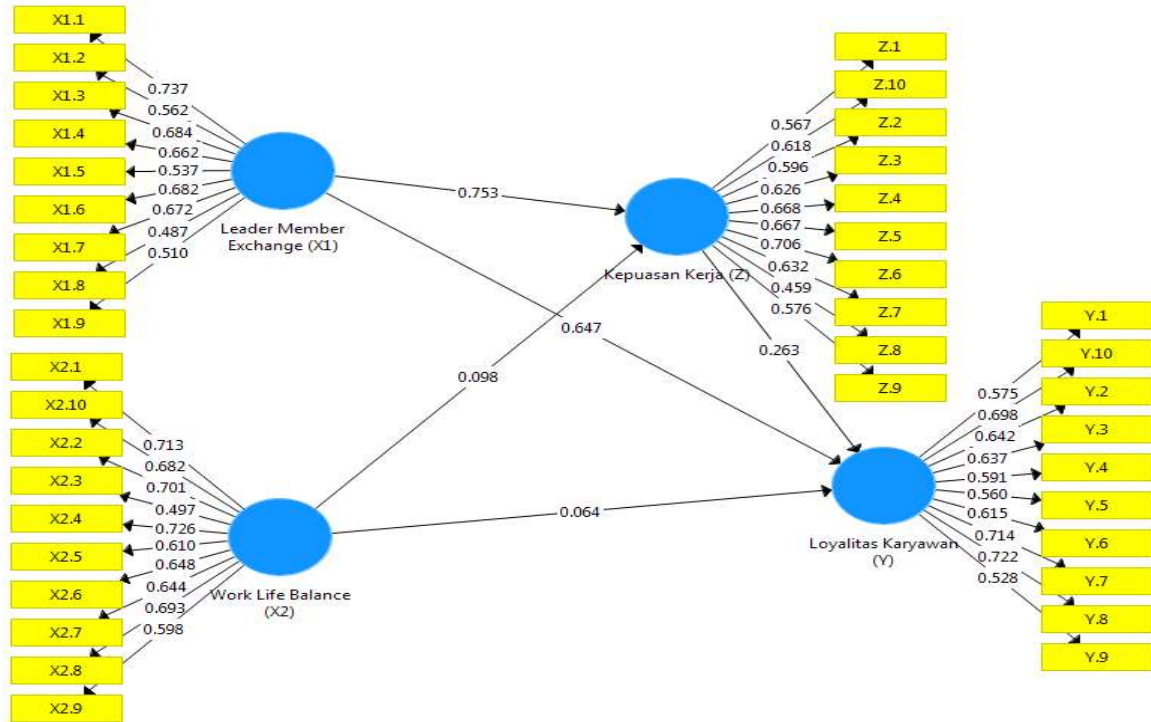 X1.1
X1.2
X1.3
X1.4
X1.5
X1.6
X1.7
X1.8
X1.9
0.737
0.562
0.684
0.662
0.537
0.682
0.672
0.487
0.510
Leader Member
Exchange (X1)
0.753
0.647
0.098
0.064
0.263
X2.1
X2.10
X2.2
X2.3
X2.4
X2.5
X2.6
X2.7
X2.8
X2.9
0.713
0.682
0.701
0.497
0.726
0.610
0.648
0.644
0.693
0.598
Work Life Balance
(X2)
Kepuasan Kerja (Z)
0.567
0.618
0.596
0.626
0.668
0.667
0.706
0.632
0.459
0.576
Z.1
Z.10
Z.2
Z.3
Z.4
Z.5
Z.6
Z.7
Z.8
Z.9
Loyalitas Karyawan
(Y)
0.575
0.698
0.642
0.637
0.591
0.560
0.615
0.714
0.722
0.528
Y.1
Y.10
Y.2
Y.3
Y.4
Y.5
Y.6
Y.7
Y.8
Y.9